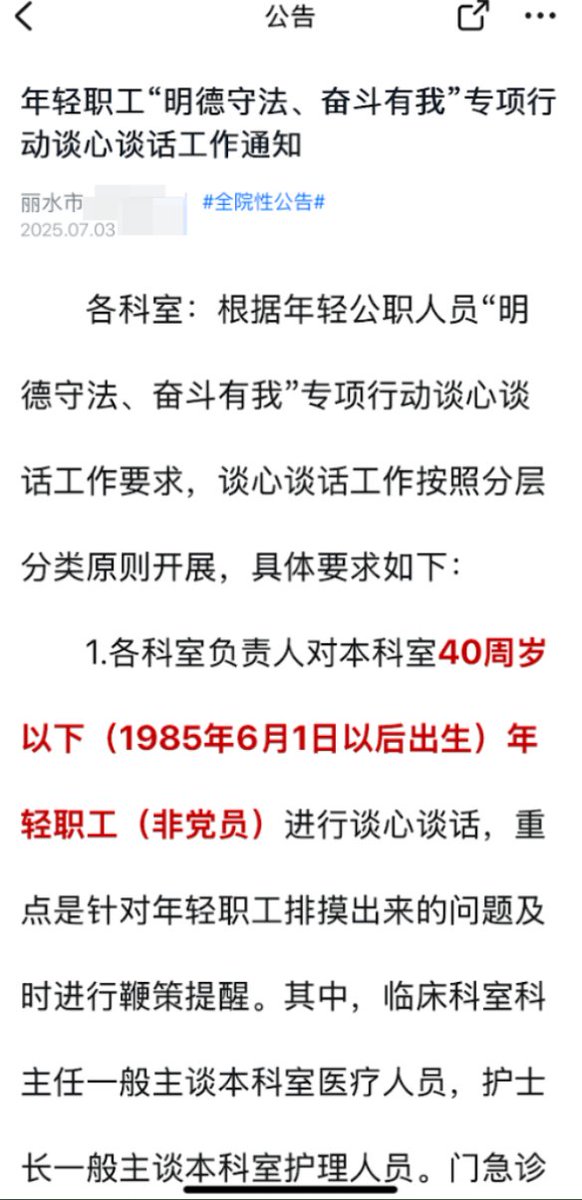 公告
年轻职工“明德守法、奋斗有我”专项行
动谈心谈话工作通知
丽水市 #全院性公告#
2025.07.03
各科室：根据年轻公职人员“明
德守法、奋斗有我”专项行动谈心谈
话工作要求，谈心谈话工作按照分层
分类原则开展，具体要求如下：
1.各科室负责人对本科室40周岁
以下（1985年6月1日以后出生）年
轻职工（非党员）进行谈心谈话，重
点是针对年轻职工排摸出来的问题及
时进行鞭策提醒。其中，临床科室科
主任一般主谈本科室医疗人员，护士
长一般主谈本科室护理人员。门急诊